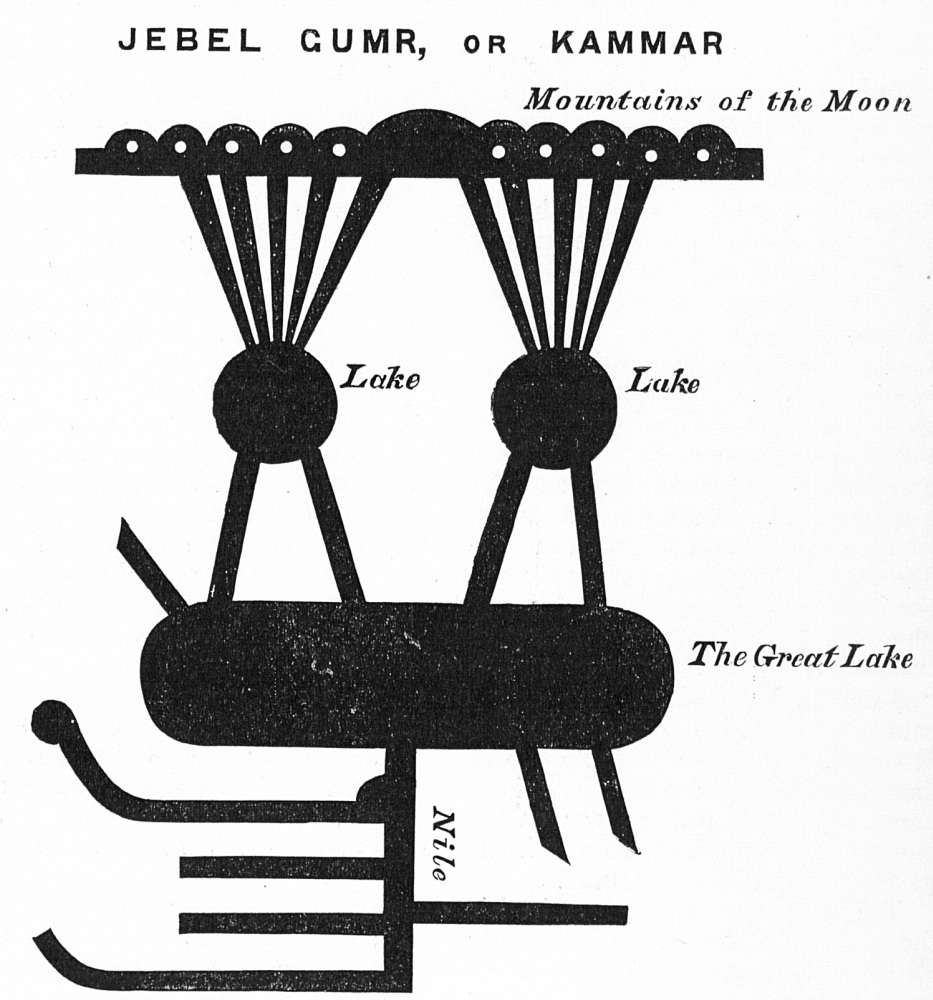 JEBEL GUMR, OR KAMMAR
Mountains of the Moon
Lake
Lake
The Great Lake
Nile